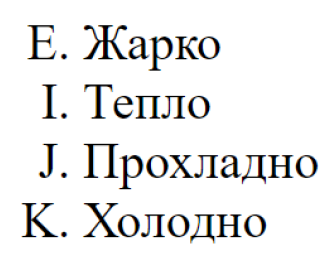 E. Жарко
I. Тепло
J. Прохладно
K. Холодно